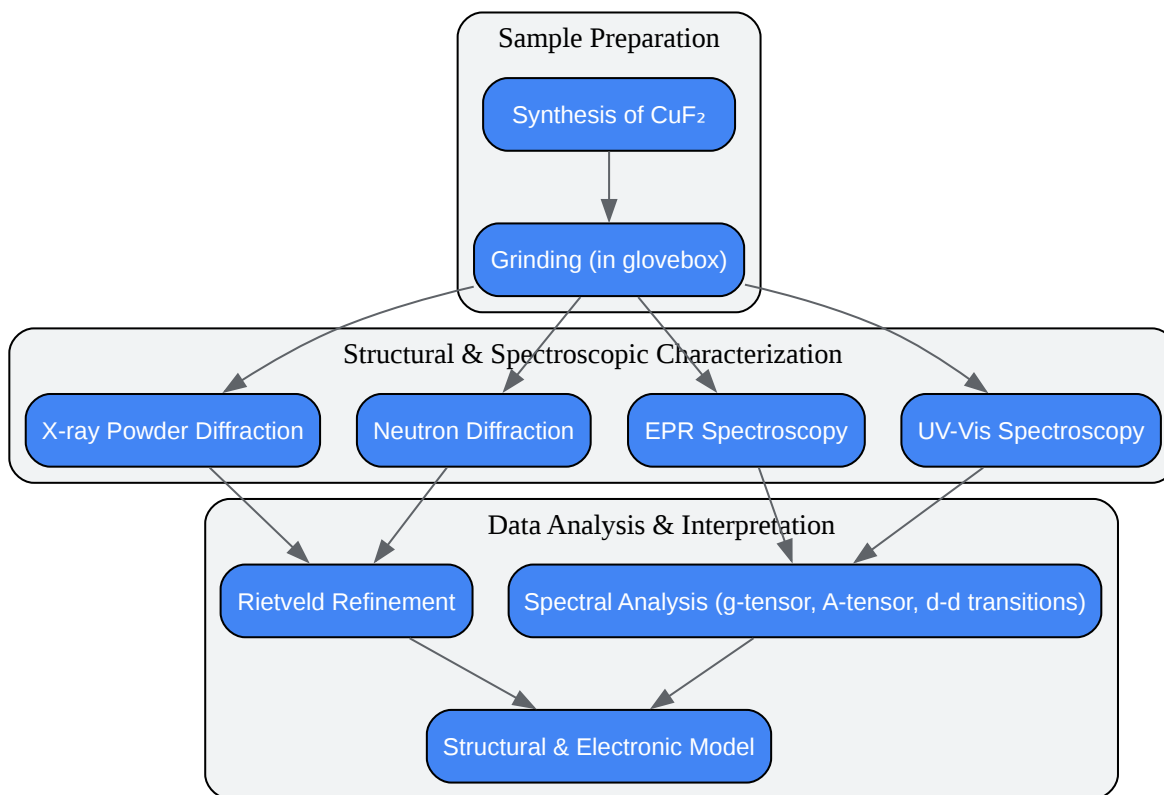 Sample Preparation
Synthesis of CuF₂
Grinding (in glovebox)
Structural & Spectroscopic Characterization
X-ray Powder Diffraction
Neutron Diffraction
EPR Spectroscopy
UV-Vis Spectroscopy
Data Analysis & Interpretation
Rietveld Refinement
Spectral Analysis (g-tensor, A-tensor, d-d transitions)
Structural & Electronic Model